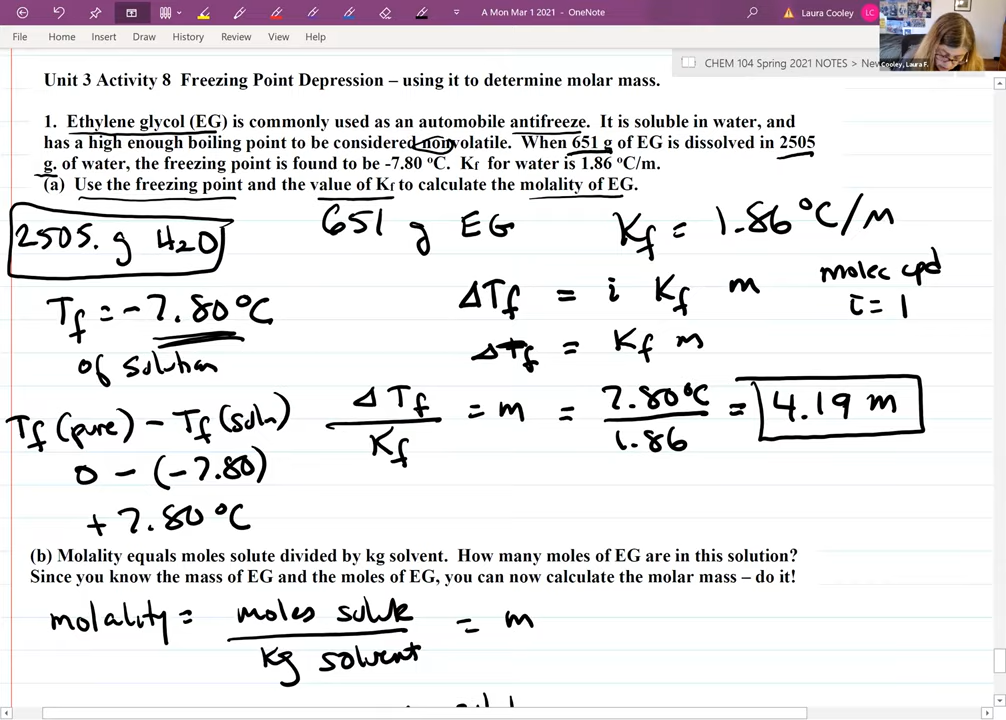 A Mon Mar 1 2021 - OneNote
Laura Cooley
LC
File Home Insert Draw History Review View Help
CHEM 104 Spring 2021 NOTES > Ne
Cooley, Laura F.
Unit 3 Activity 8 Freezing Point Depression – using it to determine molar mass.
1. Ethylene glycol (EG) is commonly used as an automobile antifreeze. It is soluble in water, and
has a high enough boiling point to be considered nonvolatile. When 651 g of EG is dissolved in 2505
g. of water, the freezing point is found to be -7.80 °C. Kf for water is 1.86 °C/m.
(a) Use the freezing point and the value of Kf to calculate the molality of EG.
2505. g H2O
651 g EG
Kf = 1.86 °C/m
Tf = -7.80 °C
of solution
ΔTf = i Kf m
molec cpd
i = 1
ΔTf = Kf m
Tf (pure) - Tf (soln)
0 - (-7.80)
+7.80 °C
ΔTf / Kf = m = 7.80°C / 1.86 = 4.19 m
(b) Molality equals moles solute divided by kg solvent. How many moles of EG are in this solution?
Since you know the mass of EG and the moles of EG, you can now calculate the molar mass – do it!
molality = moles solute / kg solvent = m